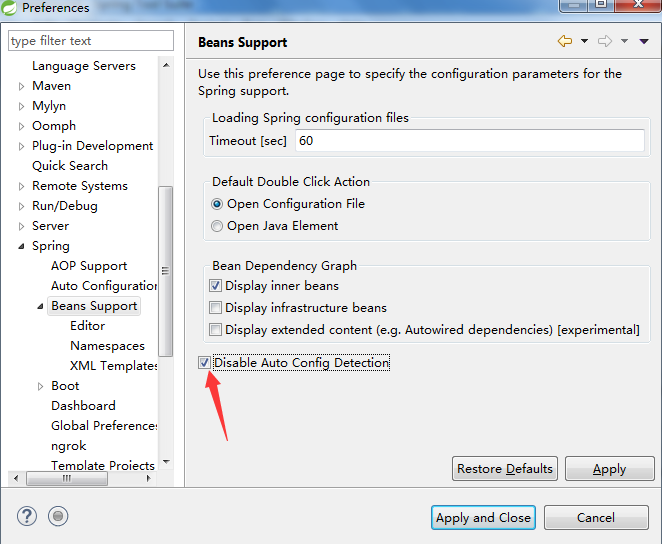 Preferences
type filter text
Language Servers
Maven
Mylyn
Oomph
Plug-in Development
Quick Search
Remote Systems
Run/Debug
Server
Spring
AOP Support
Auto Configuration
Beans Support
Editor
Namespaces
XML Templates
Boot
Dashboard
Global Preferences
ngrok
Template Projects
Beans Support
Use this preference page to specify the configuration parameters for the
Spring support.
Loading Spring configuration files
Timeout [sec] 60
Default Double Click Action
Open Configuration File
Open Java Element
Bean Dependency Graph
Display inner beans
Display infrastructure beans
Display extended content (e.g. Autowired dependencies) [experimental]
Disable Auto Config Detection
Restore Defaults Apply
Apply and Close Cancel